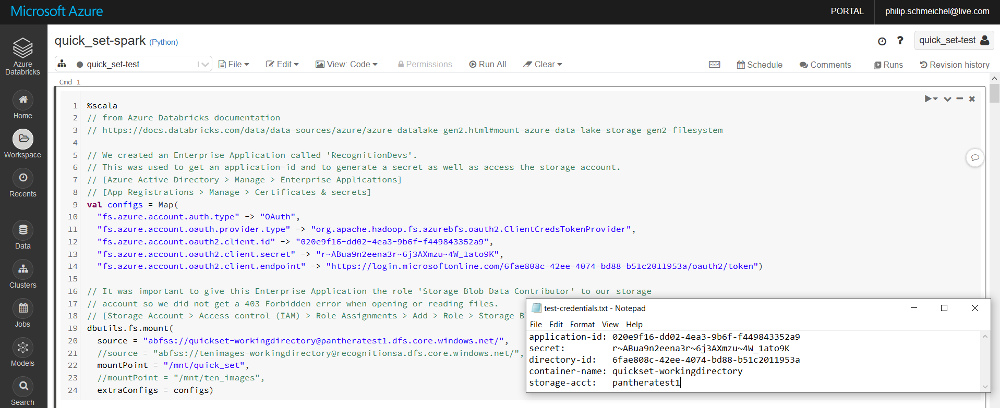 Microsoft Azure
PORTAL
philip.schmeichel@live.com
Azure Databricks
Home
Workspace
Recents
Data
Clusters
Jobs
Models
Search
quick_set-spark (Python)
? quick_set-test
quick_set-test File Edit View: Code Permissions Run All Clear Schedule Comments Runs Revision history
Cmd 1
1 %scala
2 // from Azure Databricks documentation
3 // https://docs.databricks.com/data/data-sources/azure/azure-datalake-gen2.html#mount-azure-data-lake-storage-gen2-filesystem
4
5 // We created an Enterprise Application called 'RecognitionDevs'.
6 // This was used to get an application-id and to generate a secret as well as access the storage account.
7 // [Azure Active Directory > Manage > Enterprise Applications]
8 // [App Registrations > Manage > Certificates & secrets]
9 val configs = Map(
10 "fs.azure.account.auth.type" -> "OAuth",
11 "fs.azure.account.oauth.provider.type" -> "org.apache.hadoop.fs.azurebfs.oauth2.ClientCredsTokenProvider",
12 "fs.azure.account.oauth2.client.id" -> "020e9f16-dd02-4ea3-9b6f-f449843352a9",
13 "fs.azure.account.oauth2.client.secret" -> "r~ABua9n2eena3r~6j3AXmzu~4W_1ato9K",
14 "fs.azure.account.oauth2.client.endpoint" -> "https://login.microsoftonline.com/6fae808c-42ee-4074-bd88-b51c2011953a/oauth2/token")
15
16 // It was important to give this Enterprise Application the role 'Storage Blob Data Contributor' to our storage
17 // account so we did not get a 403 Forbidden error when opening or reading files.
18 // [Storage Account > Access control (IAM) > Role Assignments > Add > Role > Storage B
19 dbutils.fs.mount(
20 source = "abfss://quickset-workingdirectory@pantheratest1.dfs.core.windows.net/",
21 //source = "abfss://tenimages-workingdirectory@recognitionsa.dfs.core.windows.net/",
22 mountPoint = "/mnt/quick_set",
23 //mountPoint = "/mnt/ten_images",
24 extraConfigs = configs)
test-credentials.txt - Notepad
File Edit Format View Help
application-id: 020e9f16-dd02-4ea3-9b6f-f449843352a9
secret: r~ABua9n2eena3r~6j3AXmzu~4W_1ato9K
directory-id: 6fae808c-42ee-4074-bd88-b51c2011953a
container-name: quickset-workingdirectory
storage-acct: pantheratest1